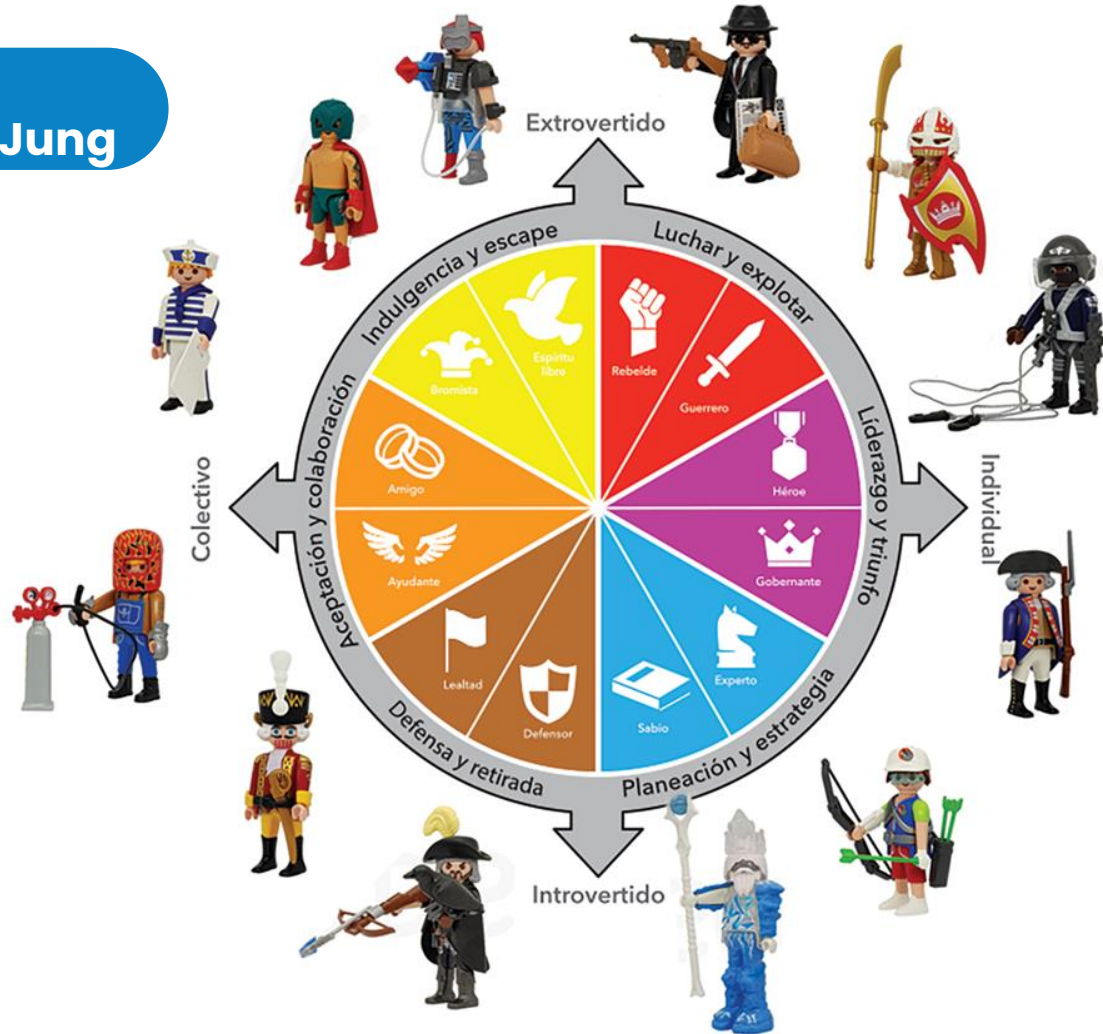 Jung
Extrovertido
Indulgencia y escape
Luchar y explotar
Espíritu
libre
Rebelde
Bromista
Guerrero
Aceptación y colaboración
Liderazgo y triunfo
Colectivo
Individual
Amigo
Héroe
Ayudante
Gobernante
Lealtad
Experto
Defensor
Sabio
Defensa y retirada
Planeación y estrategia
Introvertido